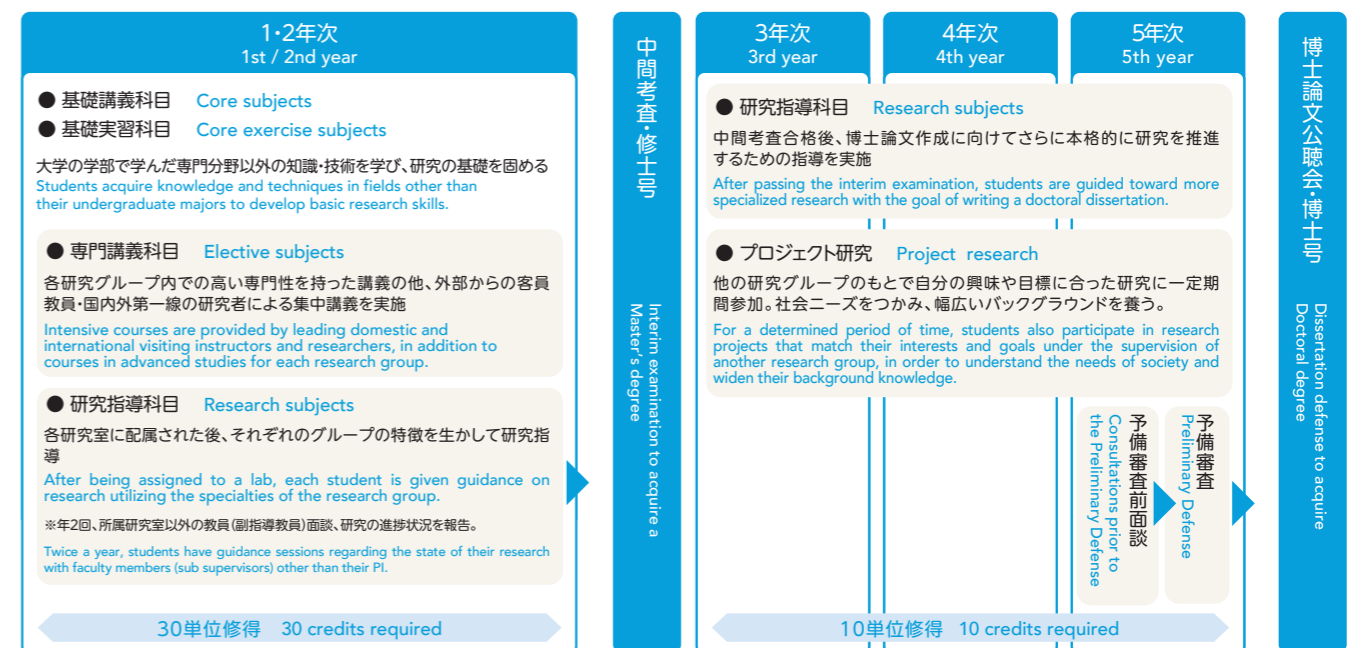 1・2年次
1st / 2nd year
● 基礎講義科目 Core subjects
● 基礎実習科目 Core exercise subjects
大学の学部で学んだ専門分野以外の知識・技術を学び、研究の基礎を固める
Students acquire knowledge and techniques in fields other than
their undergraduate majors to develop basic research skills.
● 専門講義科目 Elective subjects
各研究グループ内での高い専門性を持った講義の他、外部からの客員
教員・国内外第一線の研究者による集中講義を実施
Intensive courses are provided by leading domestic and
international visiting instructors and researchers, in addition to
courses in advanced studies for each research group.
● 研究指導科目 Research subjects
各研究室に配属された後、それぞれのグループの特徴を生かして研究指
導
After being assigned to a lab, each student is given guidance on
research utilizing the specialties of the research group.
※年2回、所属研究室以外の教員(副指導教員)面談、研究の進捗状況を報告。
Twice a year, students have guidance sessions regarding the state of their research
with faculty members (sub supervisors) other than their PI.
30単位修得 30 credits required
中間考査・修士号
Interim examination to acquire a
Master's degree
3年次
3rd year
4年次
4th year
5年次
5th year
● 研究指導科目 Research subjects
中間考査合格後、博士論文作成に向けてさらに本格的に研究を推進
するための指導を実施
After passing the interim examination, students are guided toward more
specialized research with the goal of writing a doctoral dissertation.
● プロジェクト研究 Project research
他の研究グループのもとで自分の興味や目標に合った研究に一定期
間参加。社会ニーズをつかみ、幅広いバックグラウンドを養う。
For a determined period of time, students also participate in research
projects that match their interests and goals under the supervision of
another research group, in order to understand the needs of society and
widen their background knowledge.
予備審査前面談
Consultations prior to
the Preliminary Defense
予備審査
Preliminary Defense
10単位修得 10 credits required
博士論文公聴会・博士号
Dissertation defense to acquire
Doctoral degree